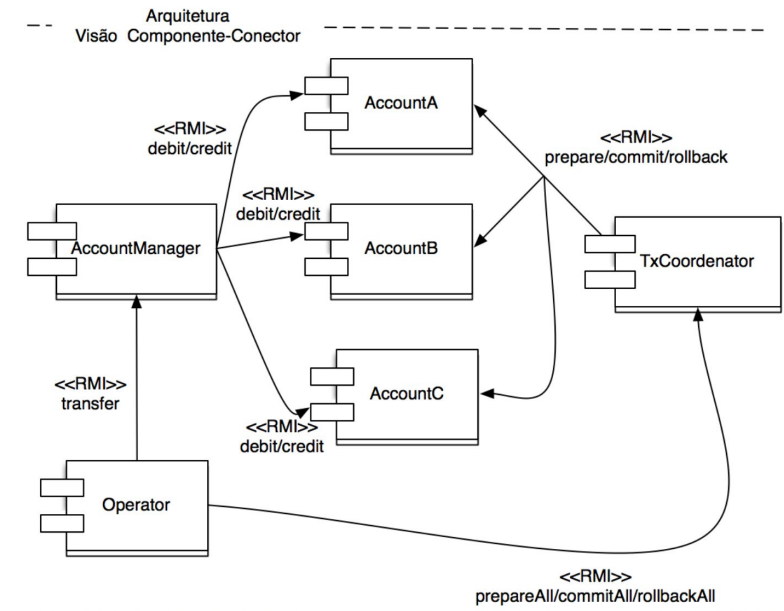 Arquitetura
Visão Componente-Conector
AccountA
<<RMI>>
debit/credit
<<RMI>>
prepare/commit/rollback
<<RMI>>
debit/credit
AccountManager
AccountB
TxCoordenator
<<RMI>>
transfer
AccountC
<<RMI>>
debit/credit
Operator
<<RMI>>
prepareAll/commitAll/rollbackAll